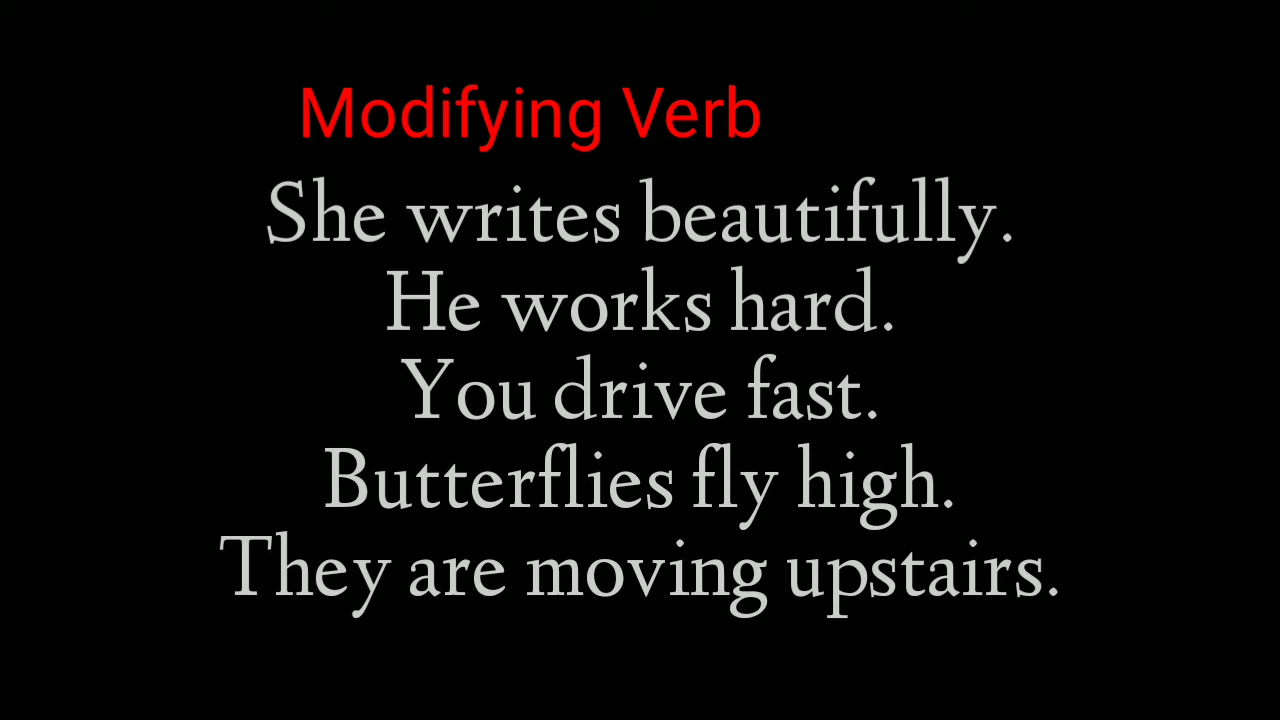 Modifying Verb
She writes beautifully.
He works hard.
You drive fast.
Butterflies fly high.
They are moving upstairs.